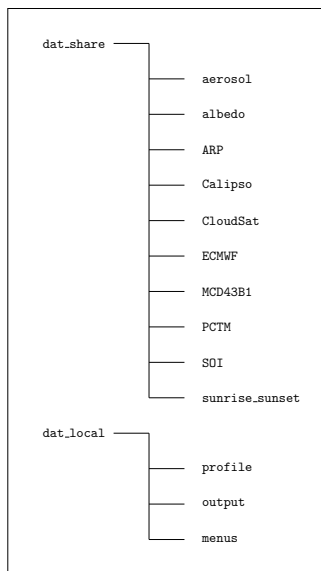 dat_share
aerosol
albedo
ARP
Calipso
CloudSat
ECMWF
MCD43B1
PCTM
SOI
sunrise_sunset
dat_local
profile
output
menus